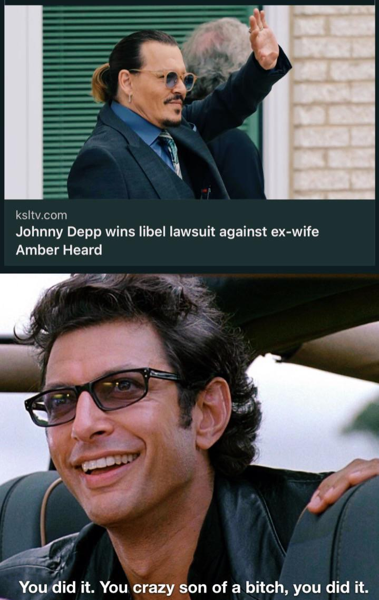 ksltv.com
Johnny Depp wins libel lawsuit against ex-wife
Amber Heard
You did it. You crazy son of a bitch, you did it.